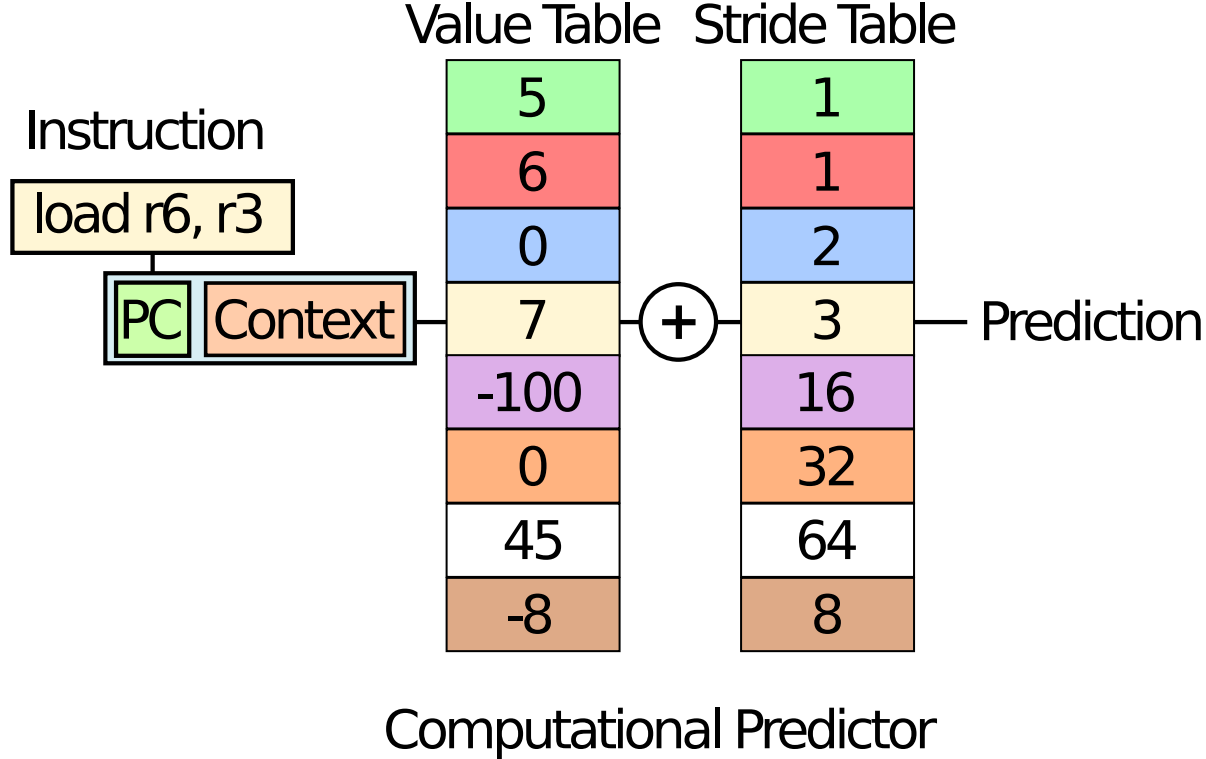 Value Table Stride Table
5 1
Instruction
6 1
load r6, r3
0 2
PC Context 7 + 3 Prediction
-100 16
0 32
45 64
-8 8
Computational Predictor